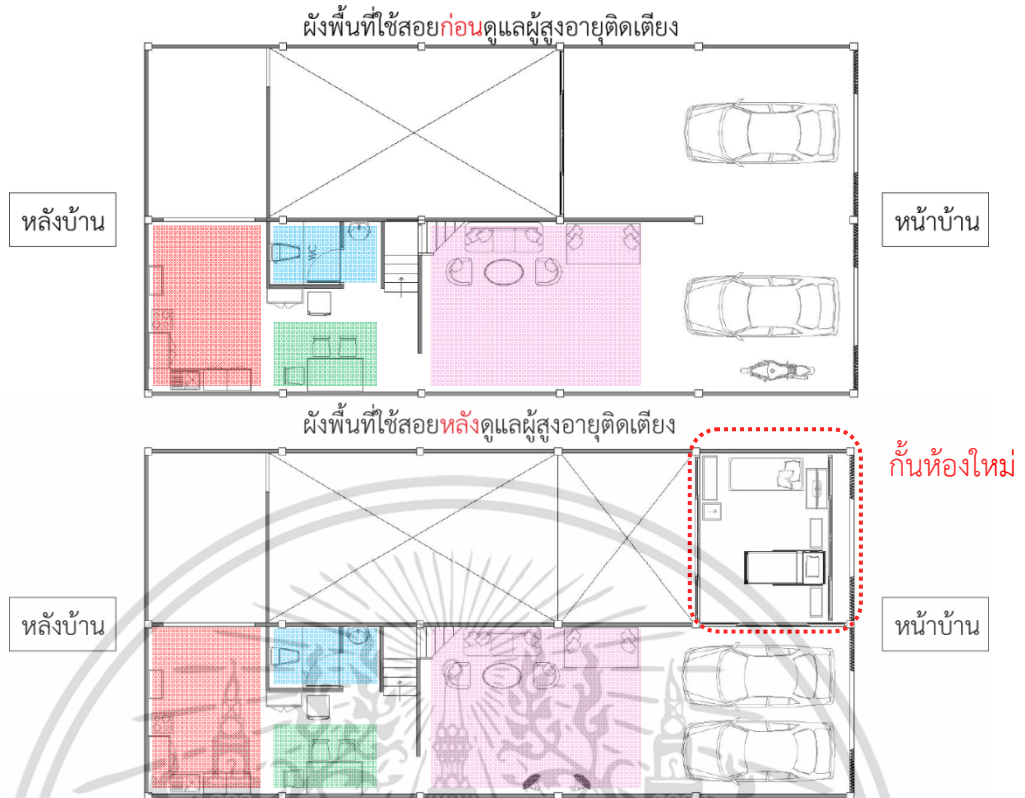 ผังพื้นที่ใช้สอยก่อนดูแลผู้สูงอายุติดเตียง
หลังบ้าน
หน้าบ้าน
WC
ผังพื้นที่ใช้สอยหลังดูแลผู้สูงอายุติดเตียง
กั้นห้องใหม่
หลังบ้าน
หน้าบ้าน